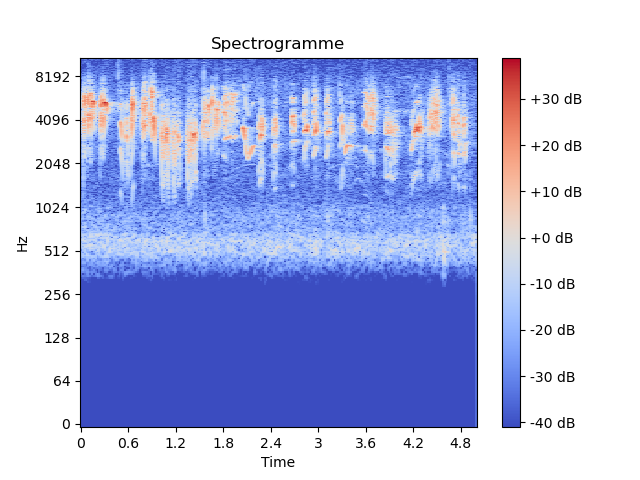 Spectrogramme
8192
4096
2048
1024
512
256
128
64
0
Hz
0 0.6 1.2 1.8 2.4 3 3.6 4.2 4.8
Time
+30 dB
+20 dB
+10 dB
+0 dB
-10 dB
-20 dB
-30 dB
-40 dB